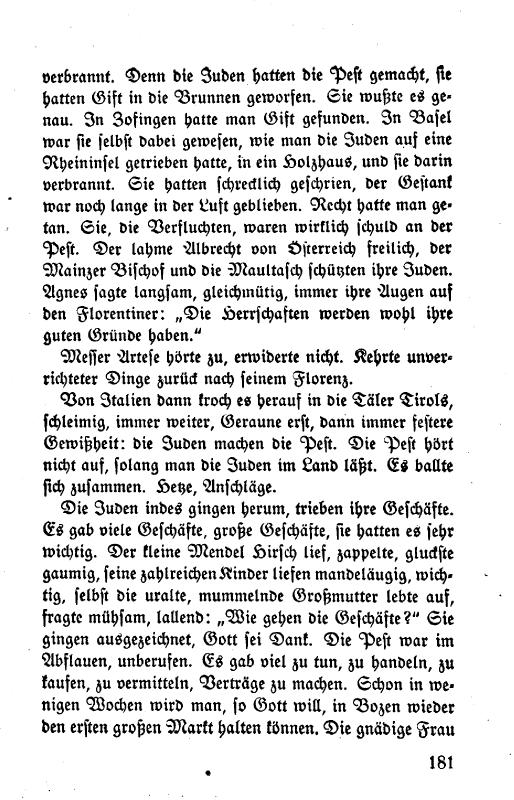 verbrannt. Denn die Juden hatten die Pest gemacht, sie
hatten Gift in die Brunnen geworfen. Sie wußte es ge-
nau. In Zofingen hatte man Gift gefunden. In Basel
war sie selbst dabei gewesen, wie man die Juden auf eine
Rheininsel getrieben hatte, in ein Holzhaus, und sie darin
verbrannt. Sie hatten schrecklich geschrien, der Gestank
war noch lange in der Luft geblieben. Recht hatte man ge-
tan. Sie, die Verfluchten, waren wirklich schuld an der
Pest. Der lahme Albrecht von Österreich freilich, der
Mainzer Bischof und die Maultasch schützten ihre Juden.
Agnes sagte langsam, gleichmütig, immer ihre Augen auf
den Florentiner: „Die Herrschaften werden wohl ihre
guten Gründe haben.“
Messer Artese hörte zu, erwiderte nicht. Kehrte unver-
richteter Dinge zurück nach seinem Florenz.
Von Italien dann kroch es herauf in die Täler Tirols,
schleimig, immer weiter, Geraune erst, dann immer festere
Gewißheit: die Juden machen die Pest. Die Pest hört
nicht auf, solang man die Juden im Land läßt. Es ballte
sich zusammen. Hetze, Anschläge.
Die Juden indes gingen herum, trieben ihre Geschäfte.
Es gab viele Geschäfte, große Geschäfte, sie hatten es sehr
wichtig. Der kleine Mendel Hirsch lief, zappelte, gluckste
gaumig, seine zahlreichen Kinder liefen mandeläugig, wich-
tig, selbst die uralte, mummelnde Großmutter lebte auf,
fragte mühsam, lallend: „Wie gehen die Geschäfte?“ Sie
gingen ausgezeichnet, Gott sei Dank. Die Pest war im
Abflauen, unberufen. Es gab viel zu tun, zu handeln, zu
kaufen, zu vermitteln, Verträge zu machen. Schon in we-
nigen Wochen wird man, so Gott will, in Bozen wieder
den ersten großen Markt halten können. Die gnädige Frau
181